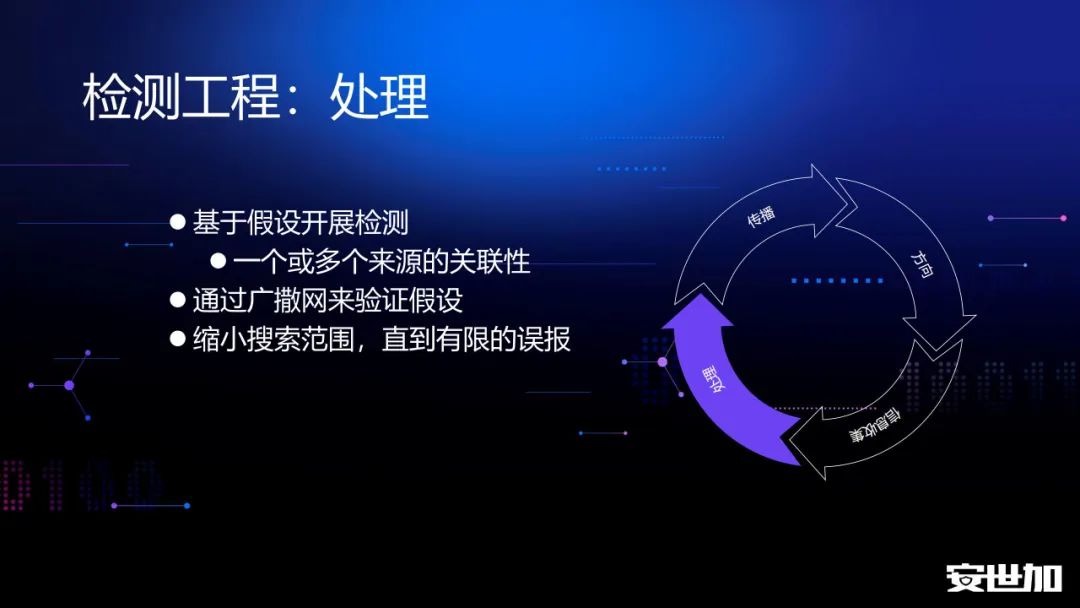 检测工程：处理
● 基于假设开展检测
● 一个或多个来源的关联性
● 通过广撒网来验证假设
● 缩小搜索范围，直到有限的误报
传播
方向
信息收集
处理
安世加